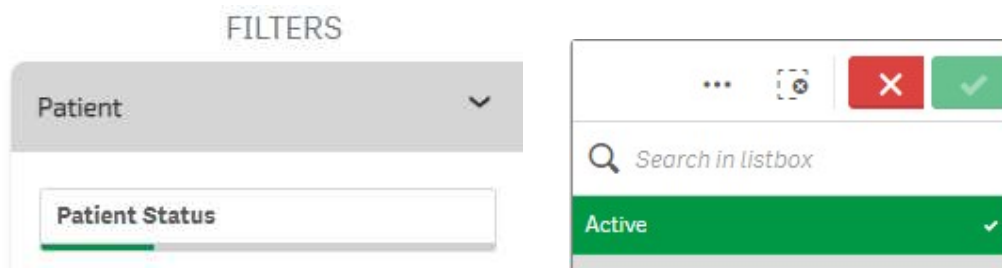 FILTERS
Patient
Patient Status
...
Search in listbox
Active